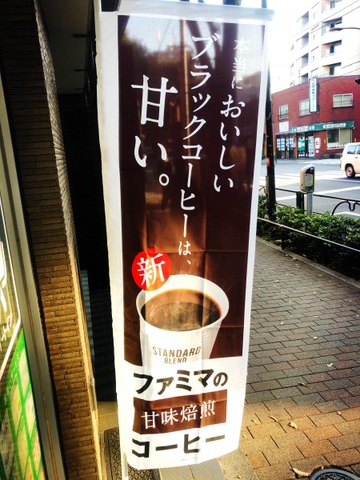 本当においしい
ブラックコーヒーは、
甘い。
新
STANDARD
BLEND
ファミマの
甘味焙煎
コーヒー